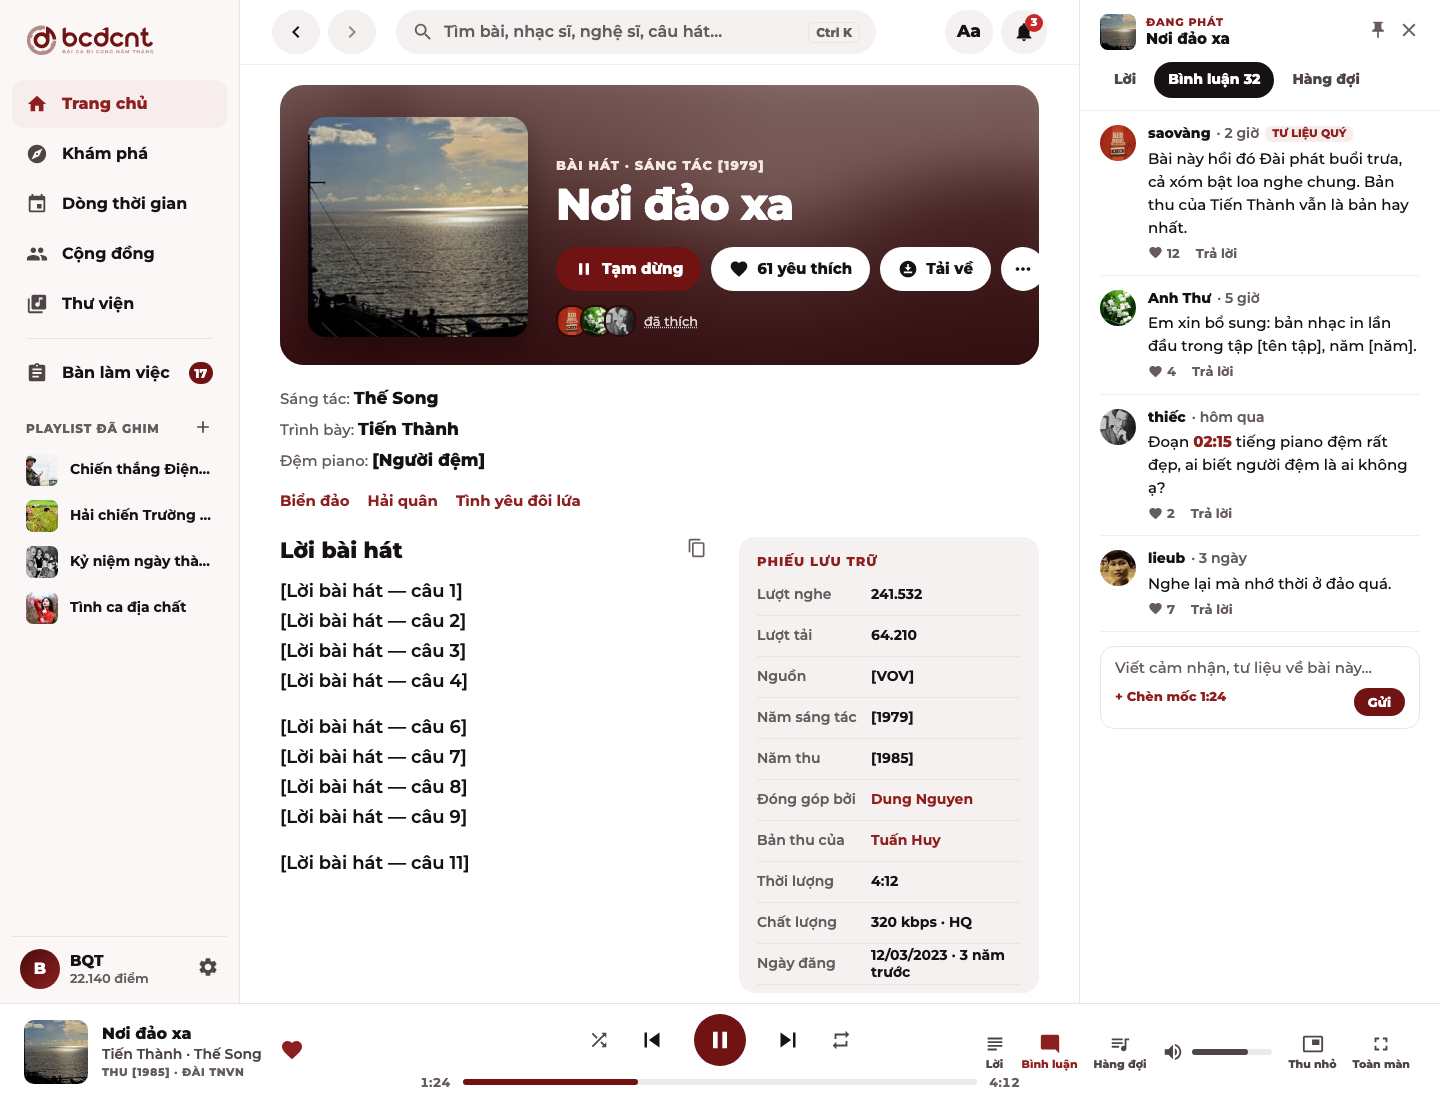 bcdcnt
BÀI CA ĐI CÙNG NĂM THÁNG
Trang chủ
Khám phá
Dòng thời gian
Cộng đồng
Thư viện
Bàn làm việc 17
PLAYLIST ĐÃ GHIM
Chiến thắng Điện...
Hải chiến Trường ...
Kỷ niệm ngày thà...
Tình ca địa chất
B
BQT
22.140 điểm
Tìm bài, nhạc sĩ, nghệ sĩ, câu hát... Ctrl K
Aa
3
BÀI HÁT · SÁNG TÁC [1979]
Nơi đảo xa
Tạm dừng
61 yêu thích
Tải về
đã thích
Sáng tác: Thế Song
Trình bày: Tiến Thành
Đệm piano: [Người đệm]
Biển đảo Hải quân Tình yêu đôi lứa
Lời bài hát
[Lời bài hát — câu 1]
[Lời bài hát — câu 2]
[Lời bài hát — câu 3]
[Lời bài hát — câu 4]
[Lời bài hát — câu 6]
[Lời bài hát — câu 7]
[Lời bài hát — câu 8]
[Lời bài hát — câu 9]
[Lời bài hát — câu 11]
PHIẾU LƯU TRỮ
Lượt nghe 241.532
Lượt tải 64.210
Nguồn [VOV]
Năm sáng tác [1979]
Năm thu [1985]
Đóng góp bởi Dung Nguyen
Bản thu của Tuấn Huy
Thời lượng 4:12
Chất lượng 320 kbps · HQ
Ngày đăng 12/03/2023 · 3 năm
trước
ĐANG PHÁT
Nơi đảo xa
Lời Bình luận 32 Hàng đợi
saovàng · 2 giờ TƯ LIỆU QUÝ
Bài này hồi đó Đài phát buổi trưa,
cả xóm bật loa nghe chung. Bản
thu của Tiến Thành vẫn là bản hay
nhất.
12 Trả lời
Anh Thư · 5 giờ
Em xin bổ sung: bản nhạc in lần
đầu trong tập [tên tập], năm [năm].
4 Trả lời
thiếc · hôm qua
Đoạn 02:15 tiếng piano đệm rất
đẹp, ai biết người đệm là ai không
ạ?
2 Trả lời
lieub · 3 ngày
Nghe lại mà nhớ thời ở đảo quá.
7 Trả lời
Viết cảm nhận, tư liệu về bài này...
+ Chèn mốc 1:24
Gửi
Nơi đảo xa
Tiến Thành · Thế Song
THU [1985] · ĐÀI TNVN
1:24
4:12
Lời
Bình luận
Hàng đợi
Thu nhỏ
Toàn màn